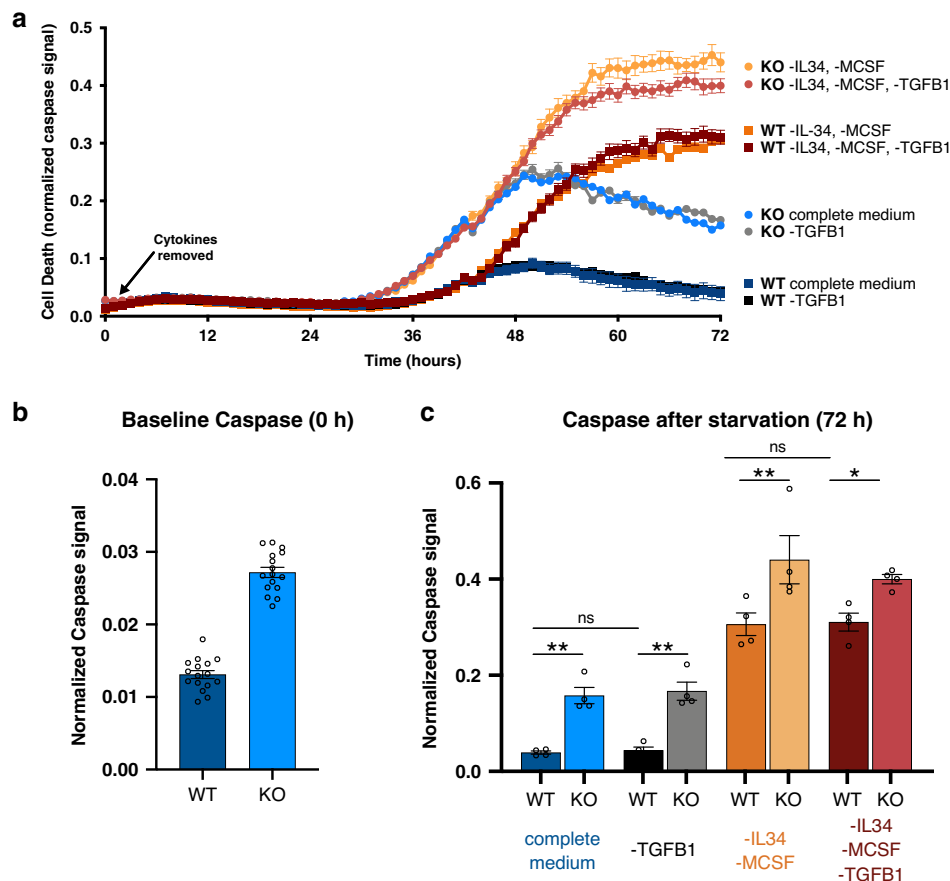 a
Cell Death (normalized caspase signal)
0.5
0.4
0.3
0.2
0.1
0.0
Cytokines
removed
0
12
24
36
48
60
72
Time (hours)
KO -IL34, -MCSF
KO -IL34, -MCSF, -TGFB1
WT -IL-34, -MCSF
WT -IL34, -MCSF, -TGFB1
KO complete medium
KO -TGFB1
WT complete medium
WT -TGFB1
b
Baseline Caspase (0 h)
Normalized Caspase signal
0.04
0.03
0.02
0.01
0.00
WT
KO
c
Caspase after starvation (72 h)
Normalized Caspase signal
0.6
0.4
0.2
0.0
ns
**
*
ns
**
**
WT KO WT KO WT KO WT KO
complete
medium
-TGFB1
-IL34
-MCSF
-IL34
-MCSF
-TGFB1